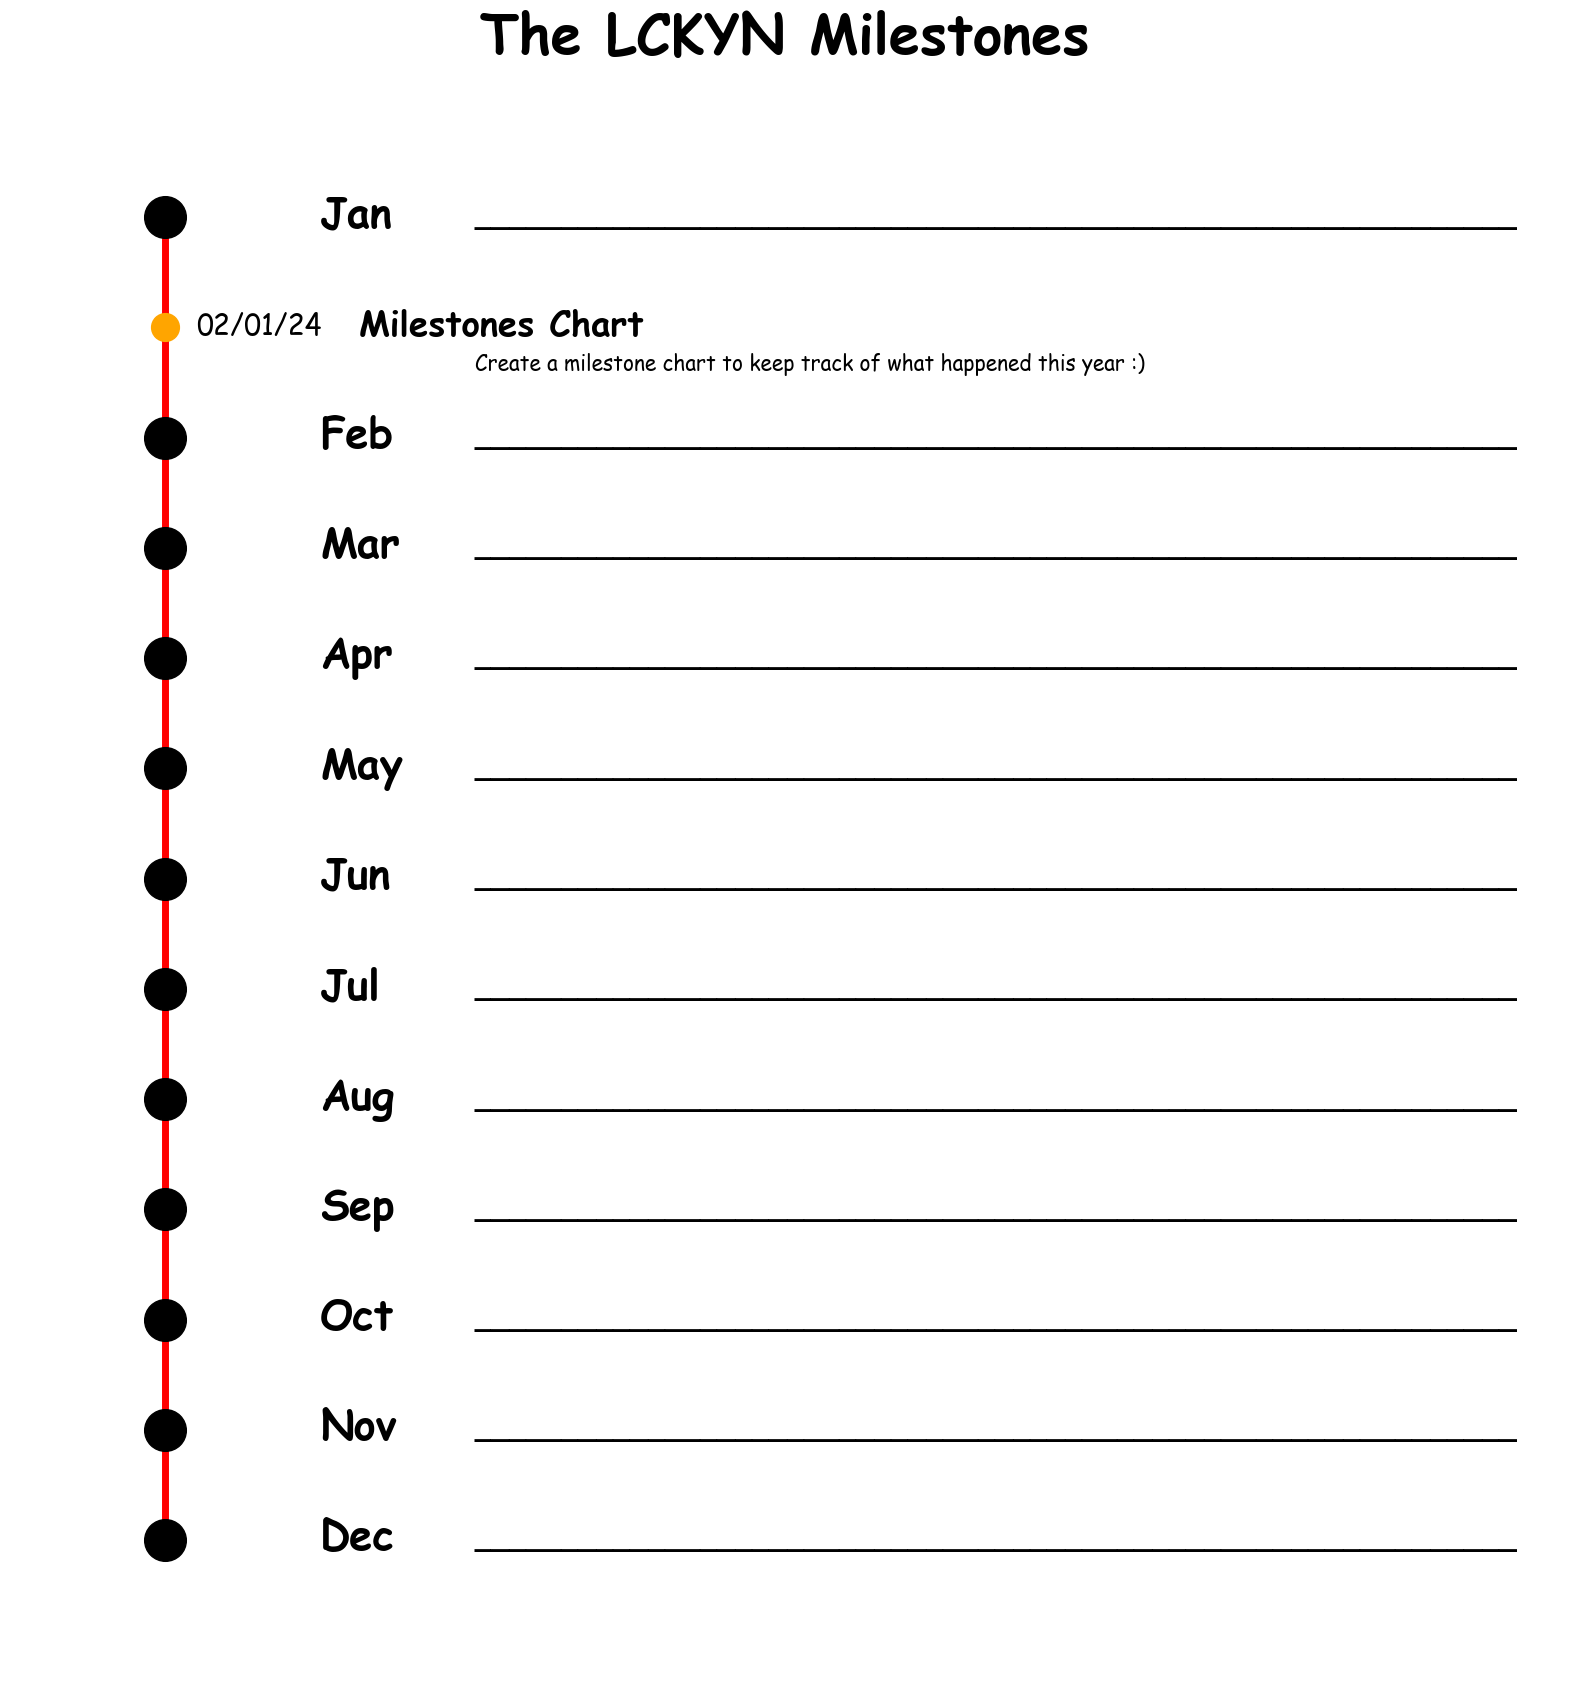 The LCKYN Milestones
Jan
02/01/24 Milestones Chart
Create a milestone chart to keep track of what happened this year :)
Feb
Mar
Apr
May
Jun
Jul
Aug
Sep
Oct
Nov
Dec